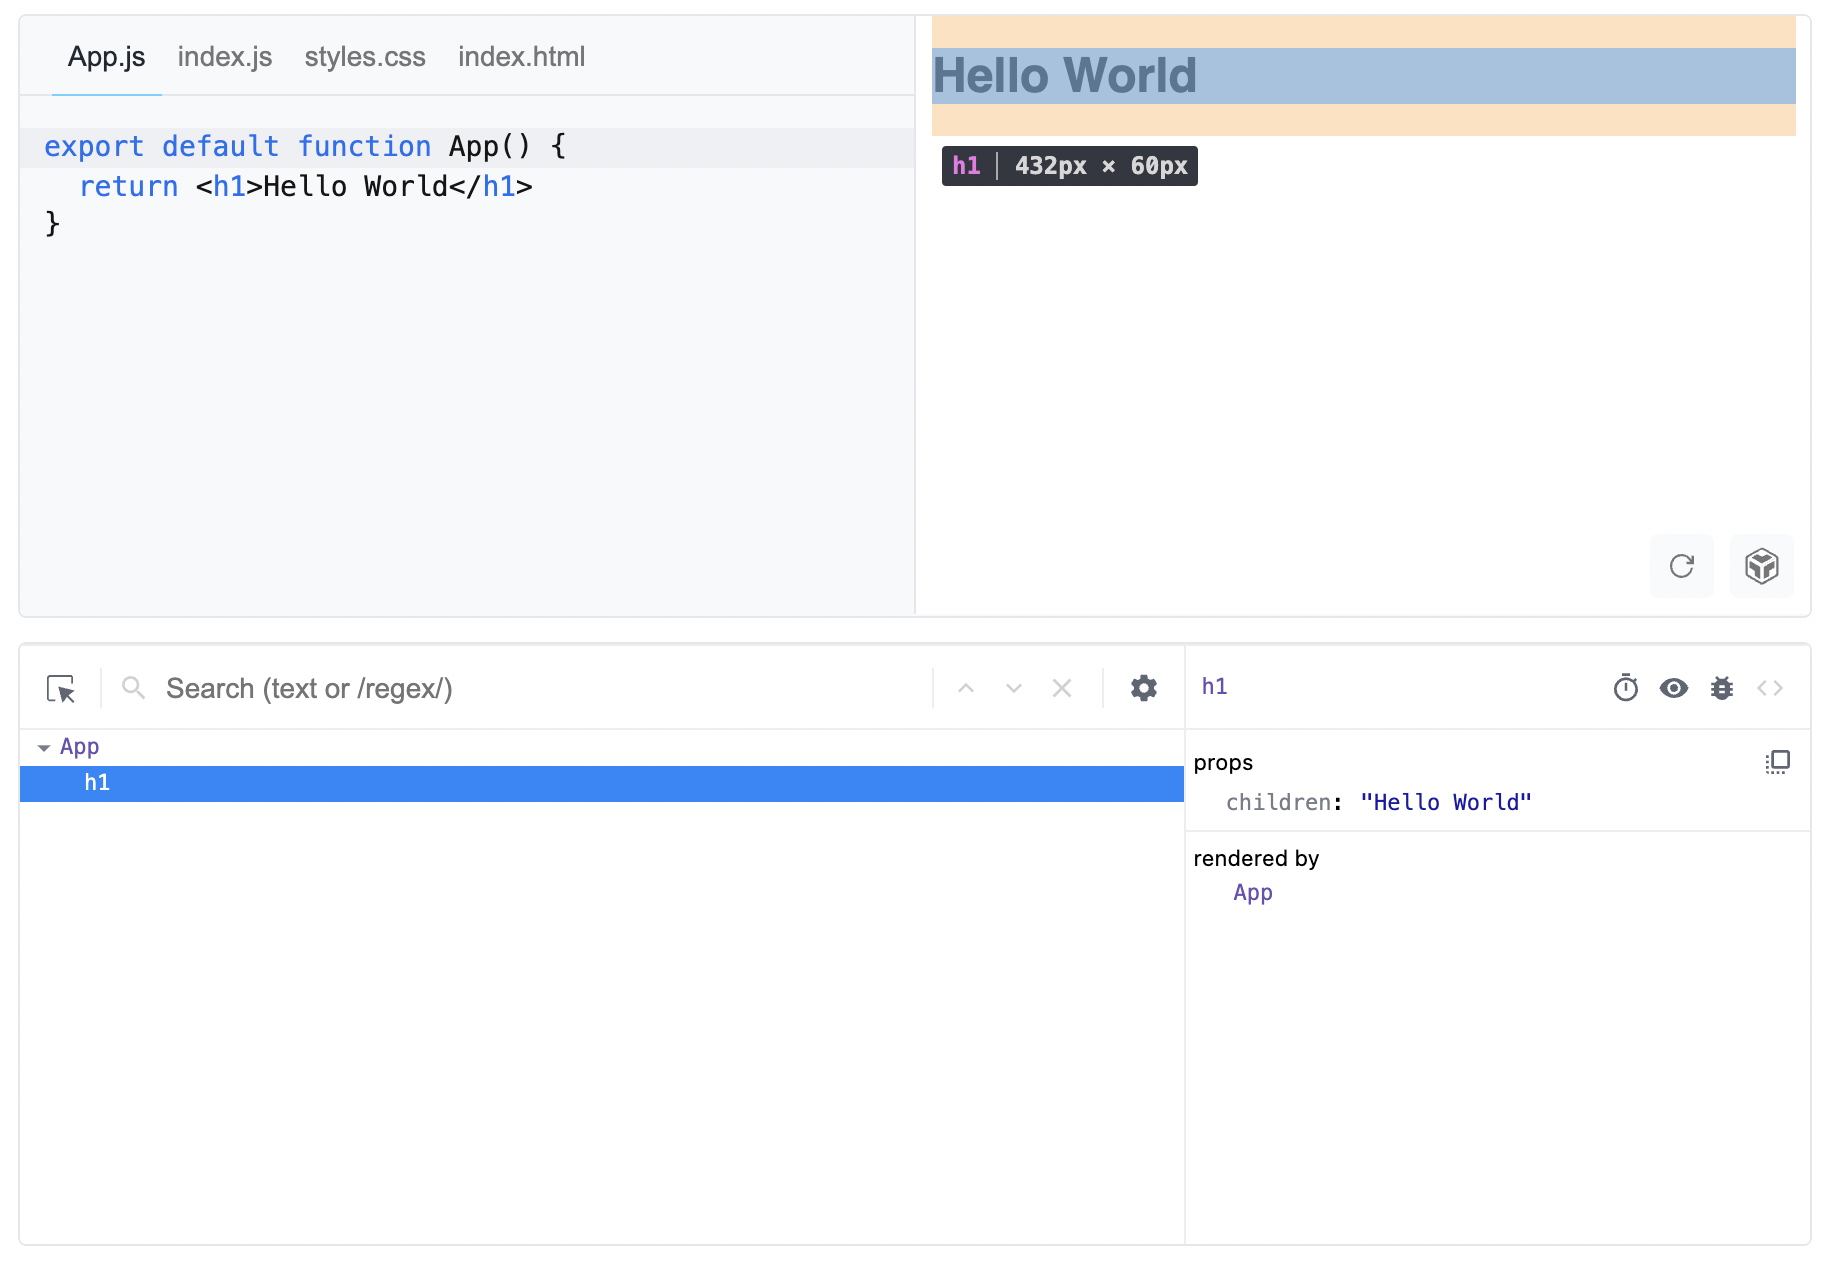 App.js index.js styles.css index.html
export default function App() {
  return <h1>Hello World</h1>
}
Hello World
h1 | 432px × 60px
Search (text or /regex/)
App
h1
h1
props
children: "Hello World"
rendered by
App